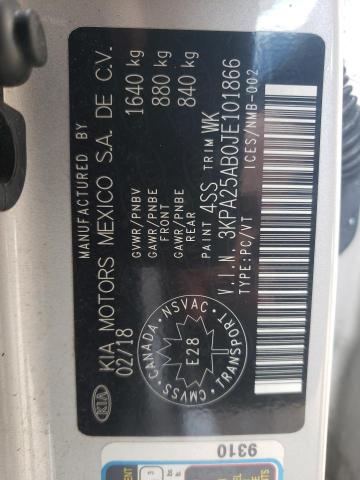 MANUFACTURED BY
KIA KIA MOTORS MEXICO S.A. DE C.V.
02/18
GVWR/PNBV 1640 kg
GAWR/PNBE FRONT 880 kg
GAWR/PNBE REAR 840 kg
PAINT 4SS TRIM WK
V.I.N. 3KPA25AB0JE101866
TYPE:PC/VT ICES/NMB-002
CANADA · NSVAC · TRANSPORT · CMVSS
E28
9310